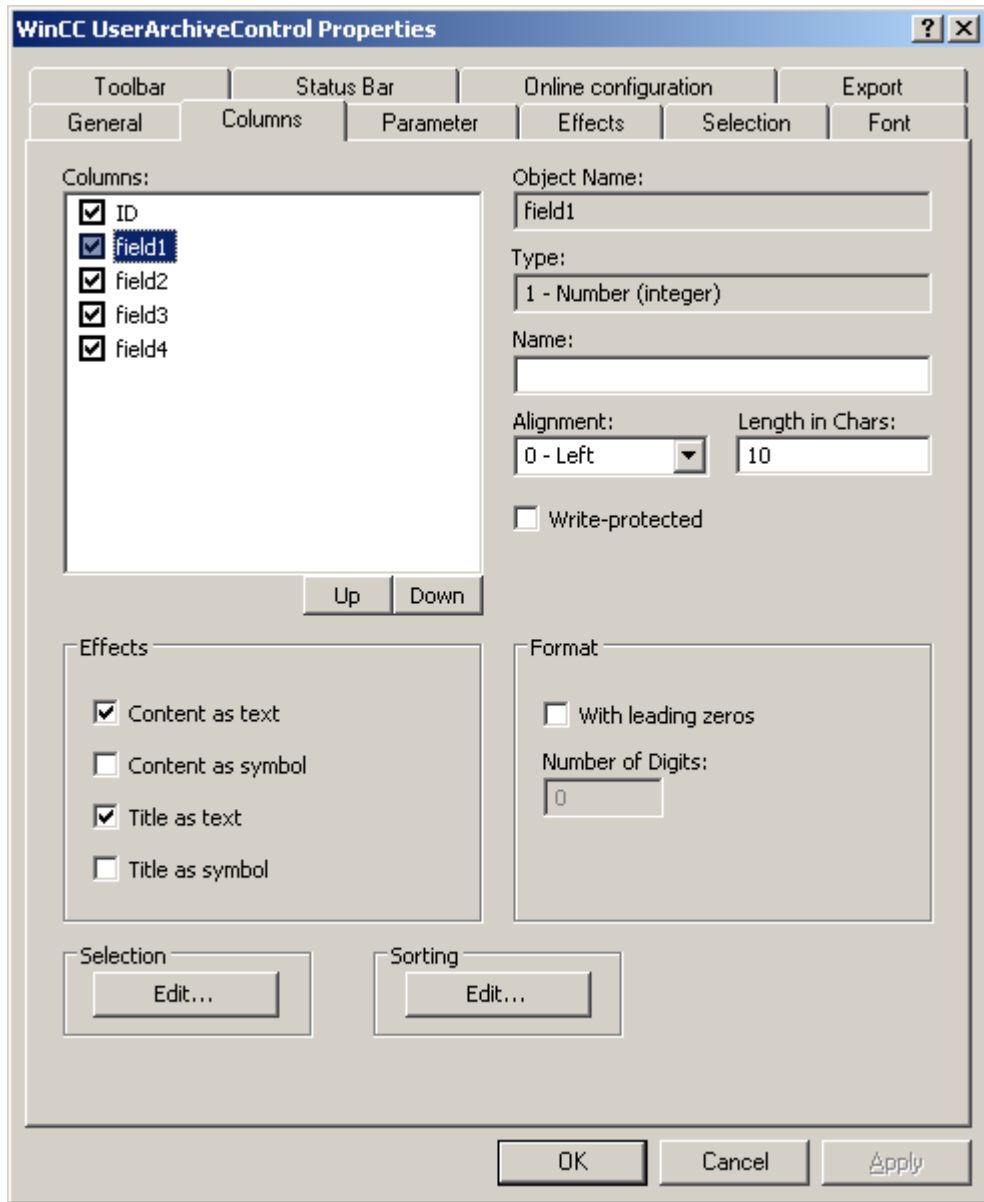 WinCC UserArchiveControl Properties
?
Toolbar
Status Bar
Online configuration
Export
General
Columns
Parameter
Effects
Selection
Font
Columns:
ID
field1
field2
field3
field4
Up
Down
Object Name:
field1
Type:
1 - Number (integer)
Name:
Alignment:
Length in Chars:
0 - Left
10
Write-protected
Effects
Content as text
Content as symbol
Title as text
Title as symbol
Format
With leading zeros
Number of Digits:
0
Selection
Edit...
Sorting
Edit...
OK
Cancel
Apply